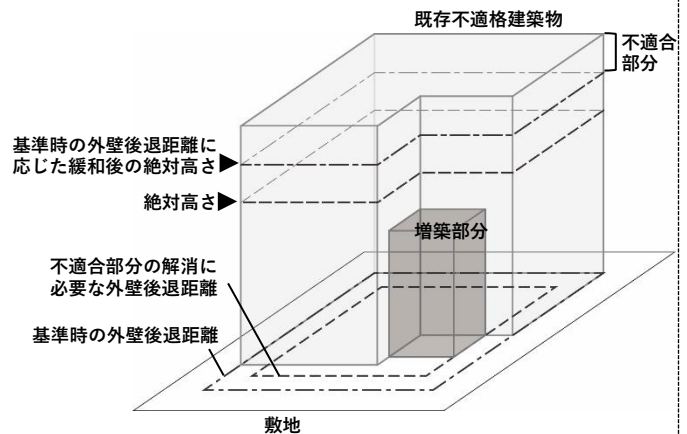 既存不適格建築物
不適合
部分
基準時の外壁後退距離に
応じた緩和後の絶対高さ
絶対高さ
増築部分
不適合部分の解消に
必要な外壁後退距離
基準時の外壁後退距離
敷地